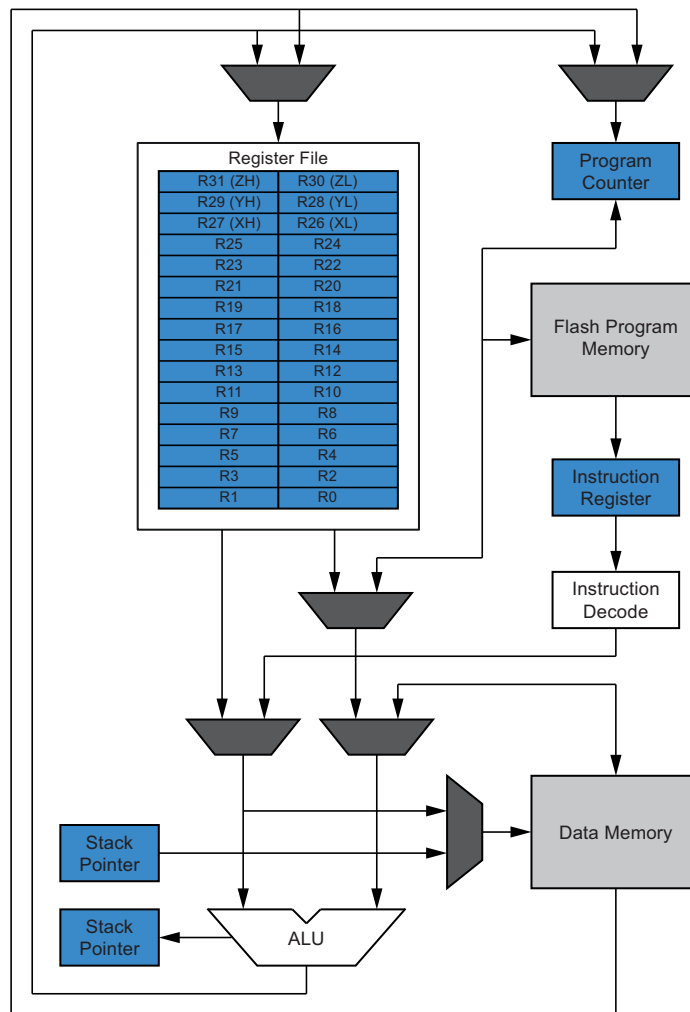 Register File
R31 (ZH) R30 (ZL)
R29 (YH) R28 (YL)
R27 (XH) R26 (XL)
R25 R24
R23 R22
R21 R20
R19 R18
R17 R16
R15 R14
R13 R12
R11 R10
R9 R8
R7 R6
R5 R4
R3 R2
R1 R0
Program
Counter
Flash Program
Memory
Instruction
Register
Instruction
Decode
Stack
Pointer
Data Memory
Stack
Pointer
ALU